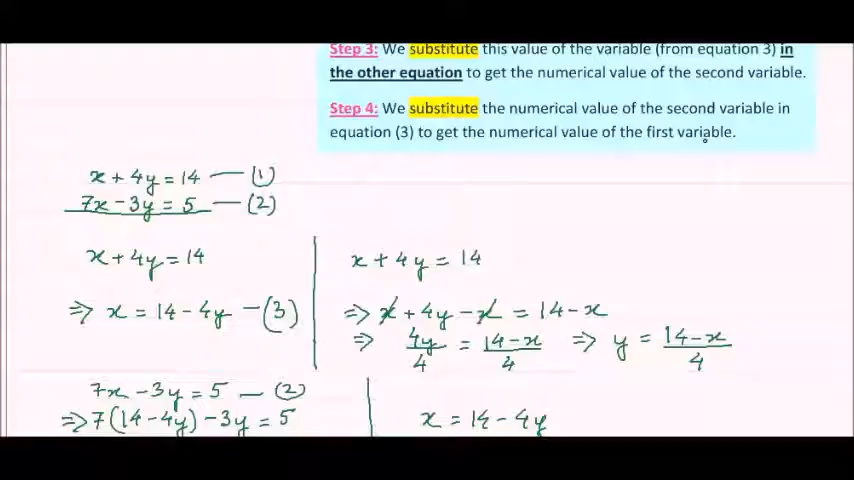 Step 3: We substitute this value of the variable (from equation 3) in
the other equation to get the numerical value of the second variable.
Step 4: We substitute the numerical value of the second variable in
equation (3) to get the numerical value of the first variable.
x + 4y = 14 — (1)
7x - 3y = 5 — (2)
x + 4y = 14
⇒ x = 14 - 4y — (3)
x + 4y = 14
⇒ x + 4y - x = 14 - x
⇒ 4y/4 = (14-x)/4 ⇒ y = (14-x)/4
7x - 3y = 5 — (2)
⇒ 7(14 - 4y) - 3y = 5
x = 14 - 4y